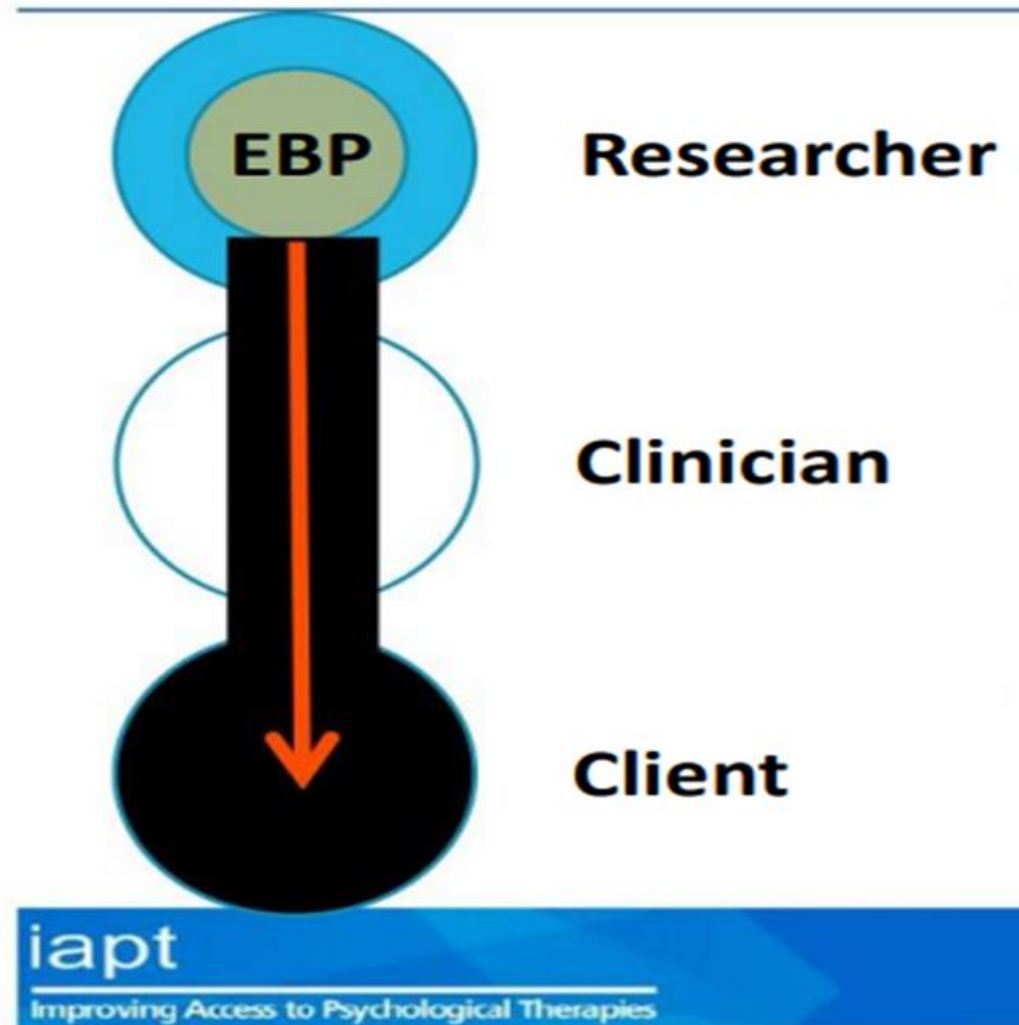 EBP
Researcher
Clinician
Client
iapt
Improving Access to Psychological Therapies